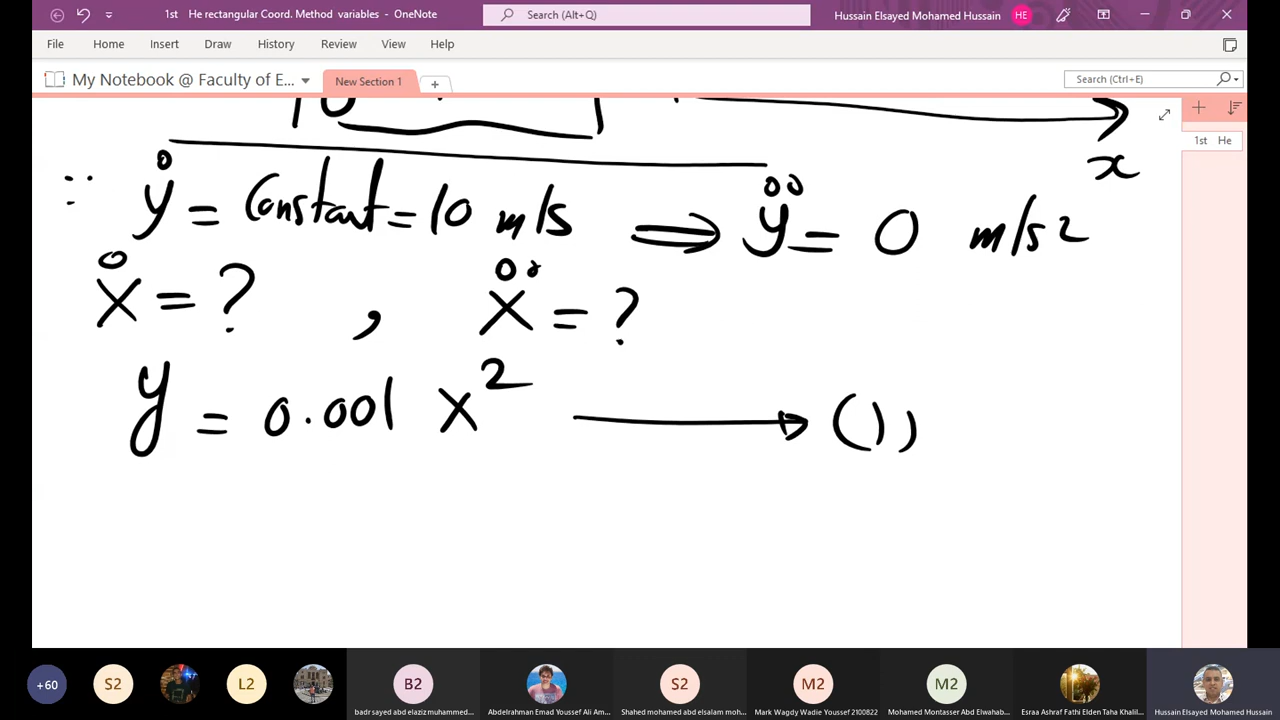 1st He rectangular Coord. Method variables - OneNote
Search (Alt+Q)
Hussain Elsayed Mohamed Hussain
HE
File Home Insert Draw History Review View Help
My Notebook @ Faculty of E...
New Section 1
Search (Ctrl+E)
1st He
x
∵ ẏ = Constant = 10 m/s ⟹ ÿ = 0 m/s2
ẋ = ? , ẍ = ?
y = 0.001 x² → (1)
+60 S2 L2 B2 S2 M2 M2
badr sayed abd elaziz muhammed...
Abdelrahman Emad Youssef Ali Am...
Shahed mohamed abd elsalam moh...
Mark Wagdy Wadie Youssef 2100822
Mohamed Montasser Abd Elwahab...
Esraa Ashraf Fathi Elden Taha Khalil...
Hussain Elsayed Mohamed Hussain